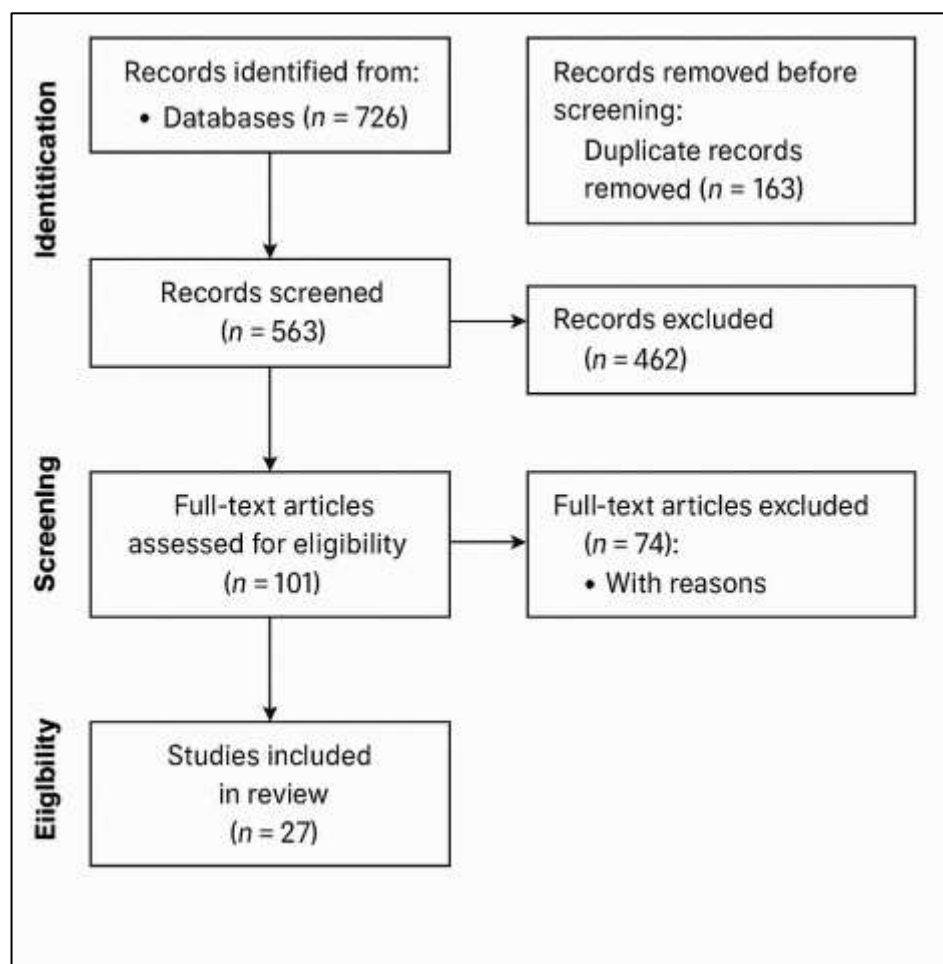 Identitication
Records identified from:
• Databases (n = 726)
Records removed before
screening:
Duplicate records
removed (n = 163)
Records screened
(n = 563)
Records excluded
(n = 462)
Screening
Full-text articles
assessed for eligibility
(n = 101)
Full-text articles excluded
(n = 74):
• With reasons
Eiiglbility
Studies included
in review
(n = 27)